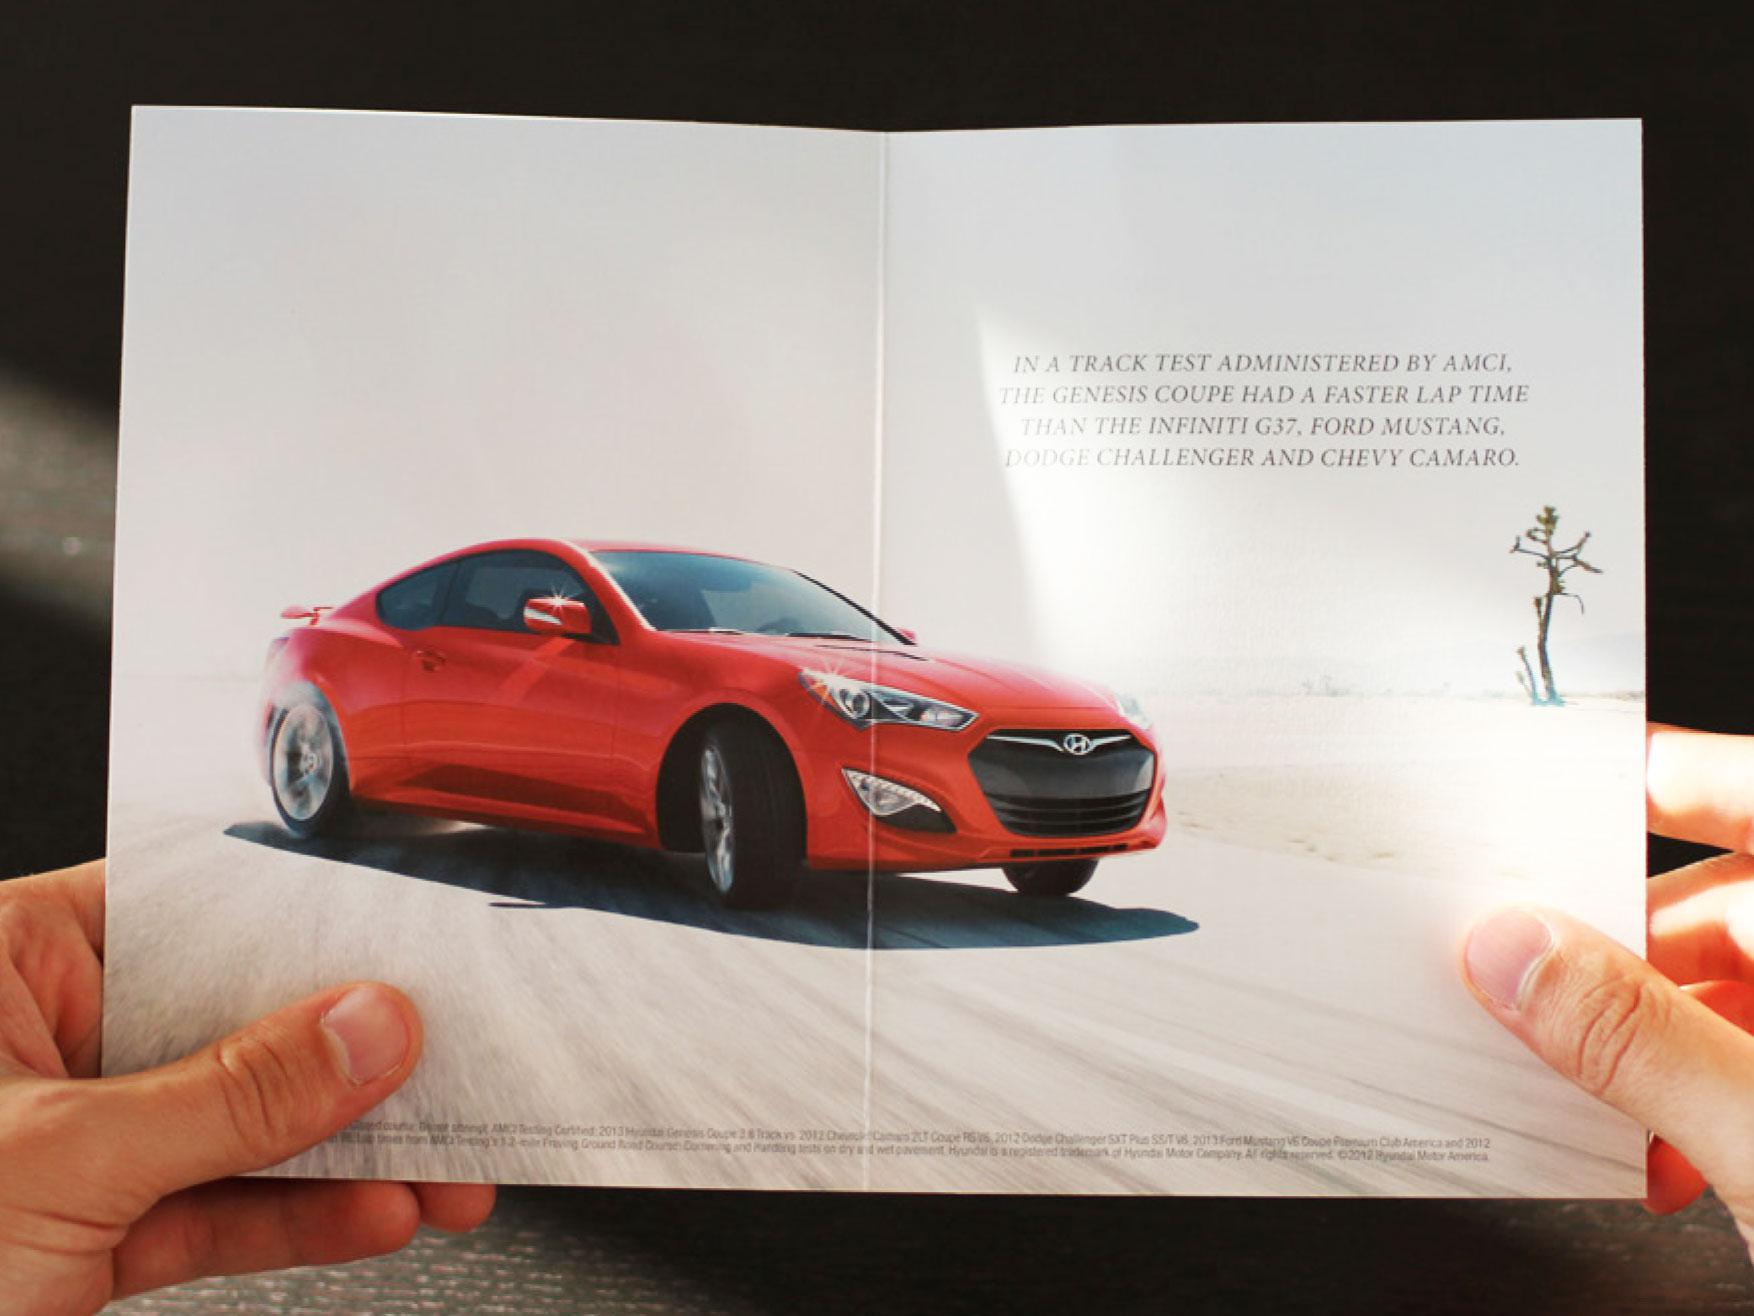 IN A TRACK TEST ADMINISTERED BY AMCI,
THE GENESIS COUPE HAD A FASTER LAP TIME
THAN THE INFINITI G37, FORD MUSTANG,
DODGE CHALLENGER AND CHEVY CAMARO.
course. Do not attempt. AMCI Testing Certified: 2013 Hyundai Genesis Coupe 3.8 Track vs. 2012 Chevrolet Camaro 2LT Coupe RS V6, 2012 Dodge Challenger SXT Plus V6, 2013 Ford Mustang V6 Coupe Premium Club America and 2012
Lap times from AMCI Testing's 1.2-mile Proving Ground Road Course. Cornering and Handling tests on dry and wet pavement. Hyundai is a registered trademark of Hyundai Motor Company. All rights reserved. ©2012 Hyundai Motor America.